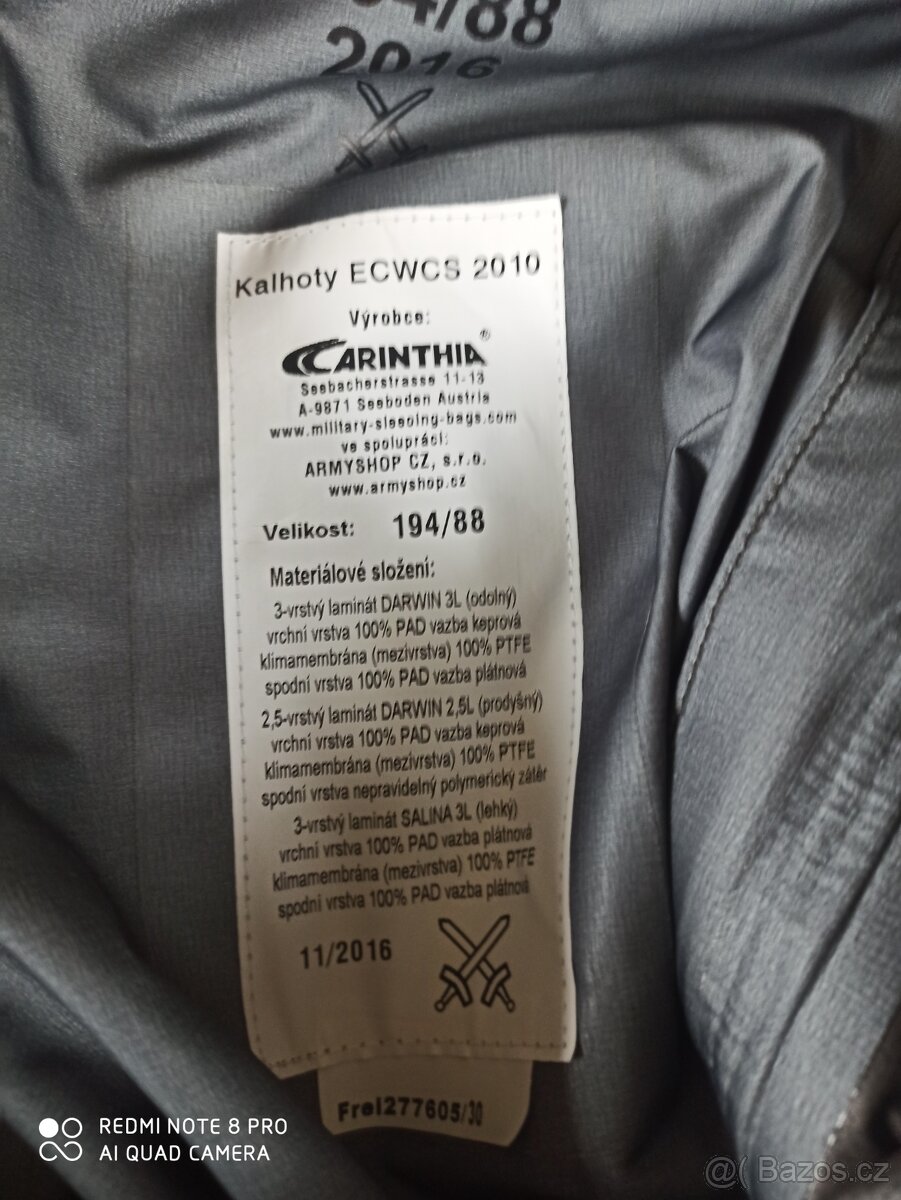 94/88
2016
Kalhoty ECWCS 2010
Výrobce:
CARINTHIA®
Seebacherstrasse 11-13
A-9871 Seeboden Austria
www.military-sleeping-bags.com
ve spolupráci:
ARMYSHOP CZ, s.r.o.
www.armyshop.cz
Velikost: 194/88
Materiálové složení:
3-vrstvý laminát DARWIN 3L (odolný)
vrchní vrstva 100% PAD vazba keprová
klimamembrána (mezivrstva) 100% PTFE
spodní vrstva 100% PAD vazba plátnová
2,5-vrstvý laminát DARWIN 2,5L (prodyšný)
vrchní vrstva 100% PAD vazba keprová
klimamembrána (mezivrstva) 100% PTFE
spodní vrstva nepravidelný polymerický zátěr
3-vrstvý laminát SALINA 3L (lehký)
vrchní vrstva 100% PAD vazba plátnová
klimamembrána (mezivrstva) 100% PTFE
spodní vrstva 100% PAD vazba plátnová
11/2016
Frei277605/30
REDMI NOTE 8 PRO
AI QUAD CAMERA
@ Bazos.cz